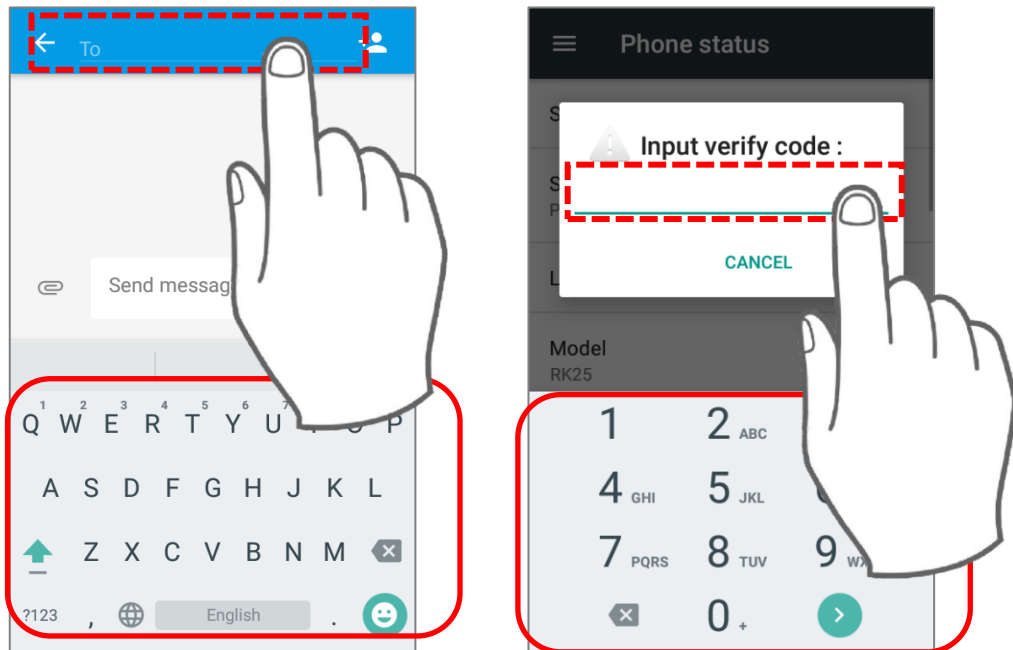 To
Send messag
1 2 3 4 5 6 7
Q W E R T Y U P
A S D F G H J K L
Z X C V B N M
?123 , English .
Phone status
S
Input verify code :
S
P
CANCEL
L
Model
RK25
1 2 ABC
4 GHI 5 JKL
7 PQRS 8 TUV 9 WX
0 +